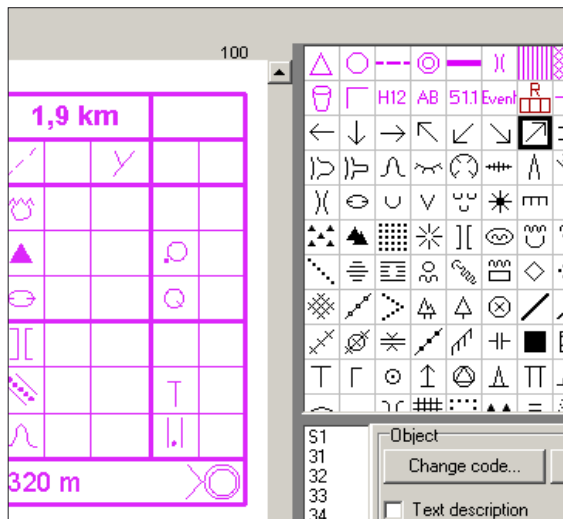 100
H12 AB 51.1 Event R
1,9 km
320 m
S1
31
32
33
34
Object
Change code...
Text description